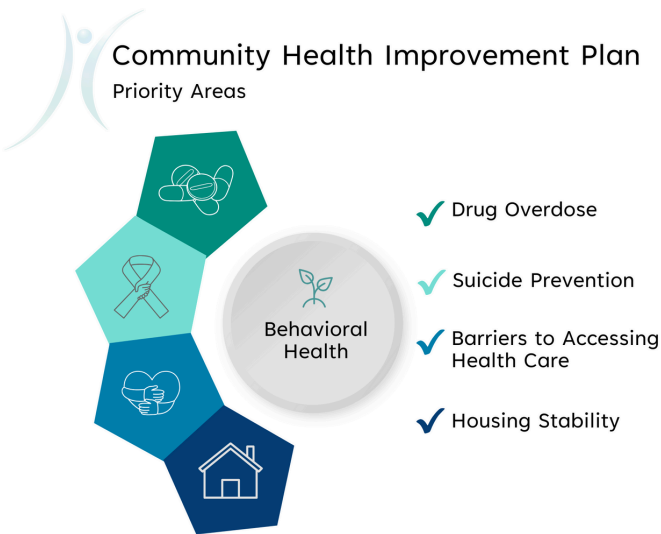 Community Health Improvement Plan
Priority Areas
Behavioral
Health
Drug Overdose
Suicide Prevention
Barriers to Accessing
Health Care
Housing Stability